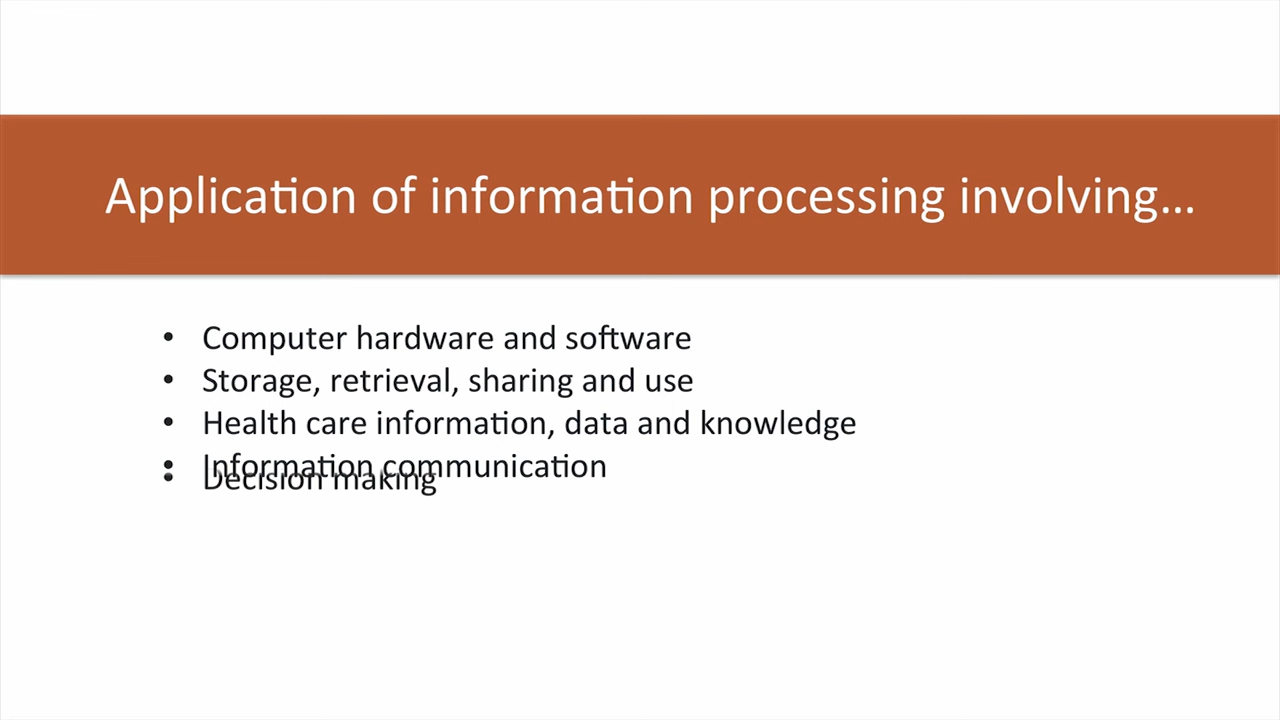 Application of information processing involving…
• Computer hardware and software
• Storage, retrieval, sharing and use
• Health care information, data and knowledge
• Information communication
• Decision making